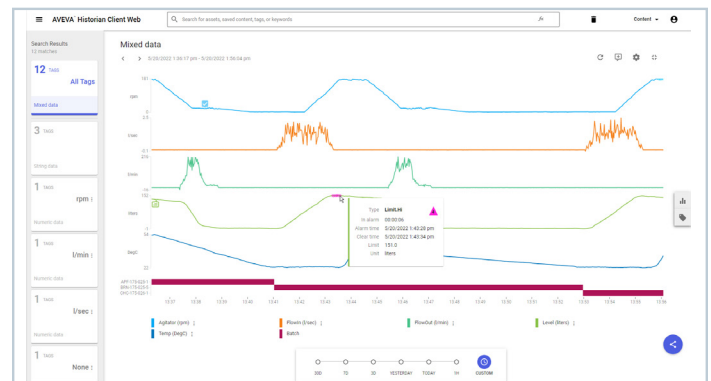 AVEVA Historian Client Web
Search for assets, saved content, tags, or keywords
Content
Search Results
12 matches
12 TAGS
All Tags
Mixed data
3 TAGS
String data
1 TAGS
rpm
Numeric data
1 TAGS
l/min
Numeric data
1 TAGS
l/sec
Numeric data
1 TAGS
None
Mixed data
5/20/2022 1:36:17 pm - 5/20/2022 1:56:04 pm
rpm
0
l/sec
-0.1
l/min
liters
DegC
Type Limit.Hi
In alarm 00:00:06
Alarm time 5/20/2022 1:43:28 pm
Clear time 5/20/2022 1:43:34 pm
Limit 151.0
Unit liters
13:37 13:38 13:39 13:40 13:41 13:42 13:43 13:44 13:45 13:46 13:47 13:48 13:49 13:50 13:51 13:52 13:53 13:54 13:55 13:56
Agitator (rpm)
FlowIn (l/sec)
FlowOut (l/min)
Level (liters)
Temp (DegC)
Batch
30D 7D 3D YESTERDAY TODAY 1H CUSTOM